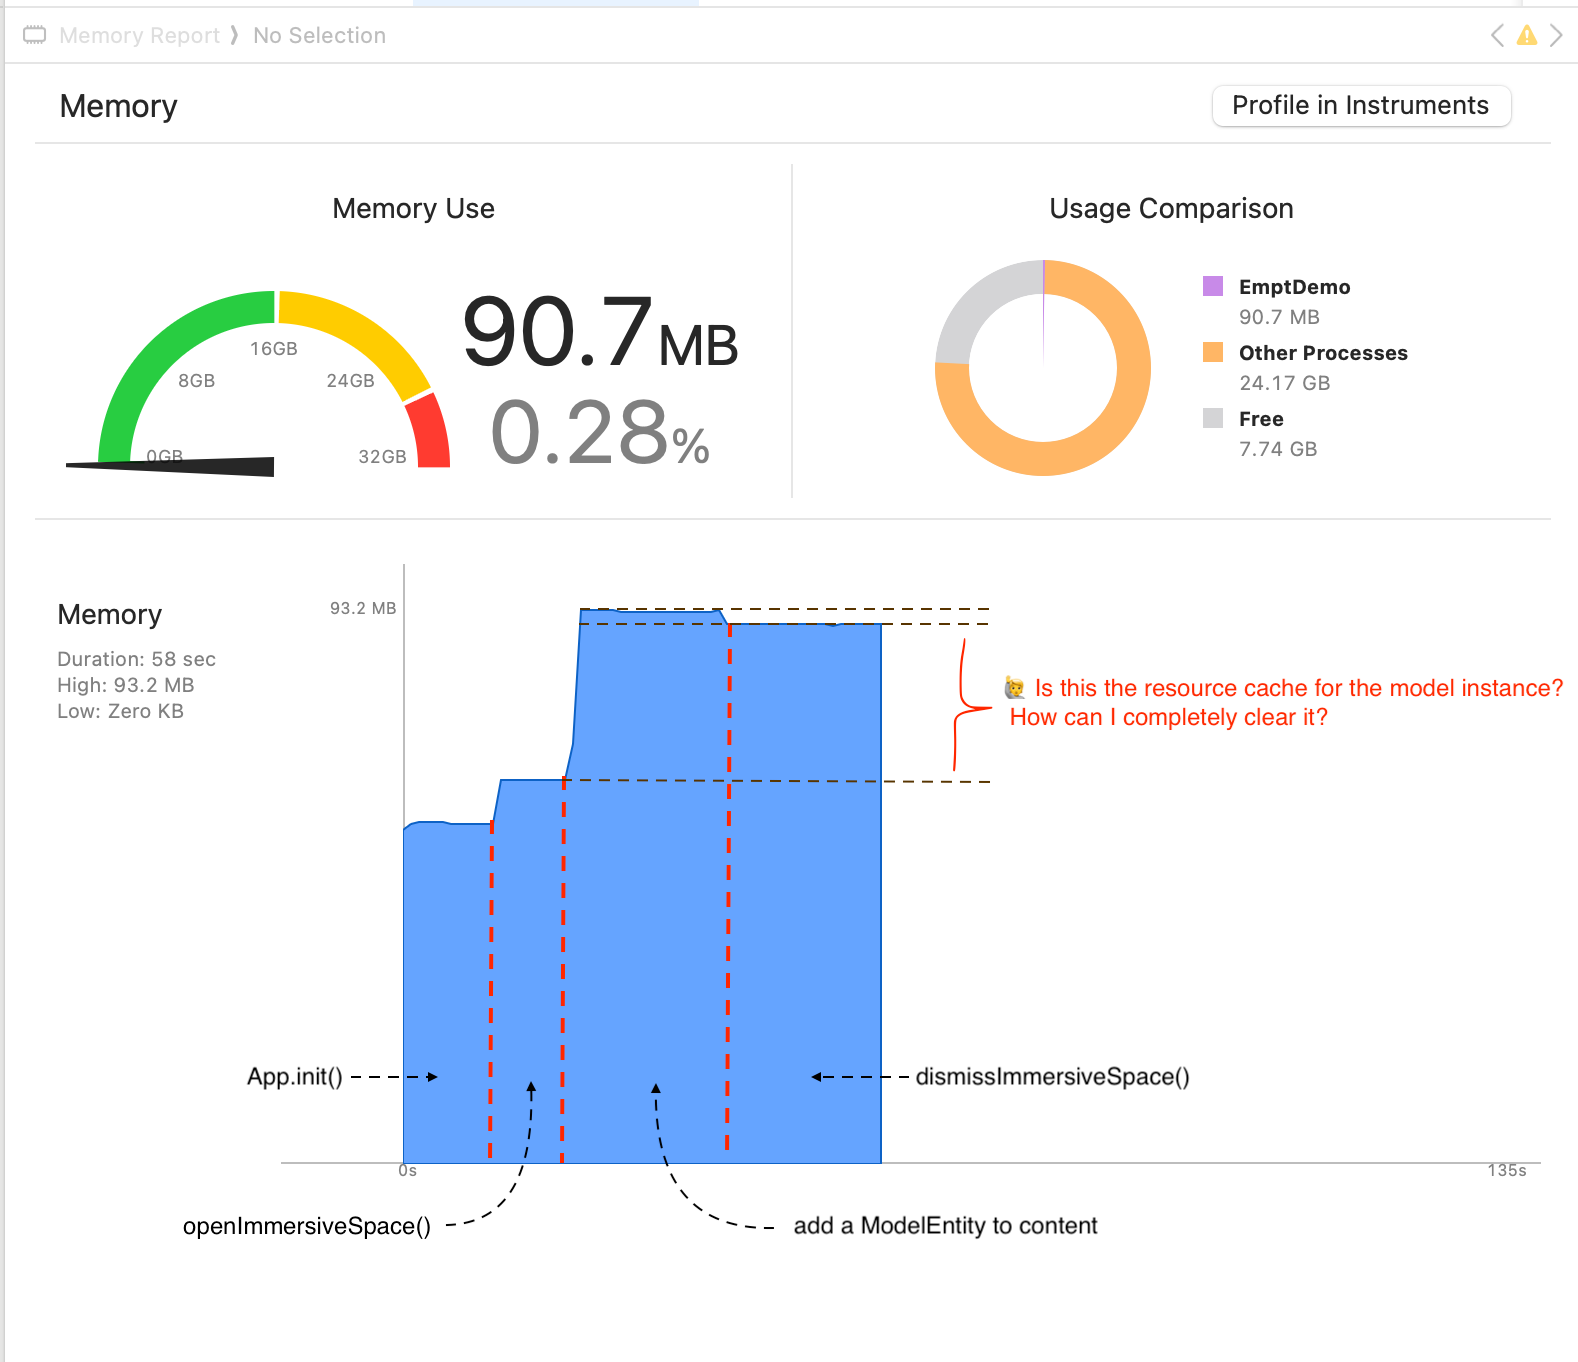 Memory Report ⟩ No Selection
Memory
Profile in Instruments
Memory Use
Usage Comparison
0GB
8GB
16GB
24GB
32GB
90.7 MB
0.28%
EmptDemo
90.7 MB
Other Processes
24.17 GB
Free
7.74 GB
Memory
Duration: 58 sec
High: 93.2 MB
Low: Zero KB
93.2 MB
🙋 Is this the resource cache for the model instance?
How can I completely clear it?
App.init()
dismissImmersiveSpace()
0s
135s
openImmersiveSpace()
add a ModelEntity to content